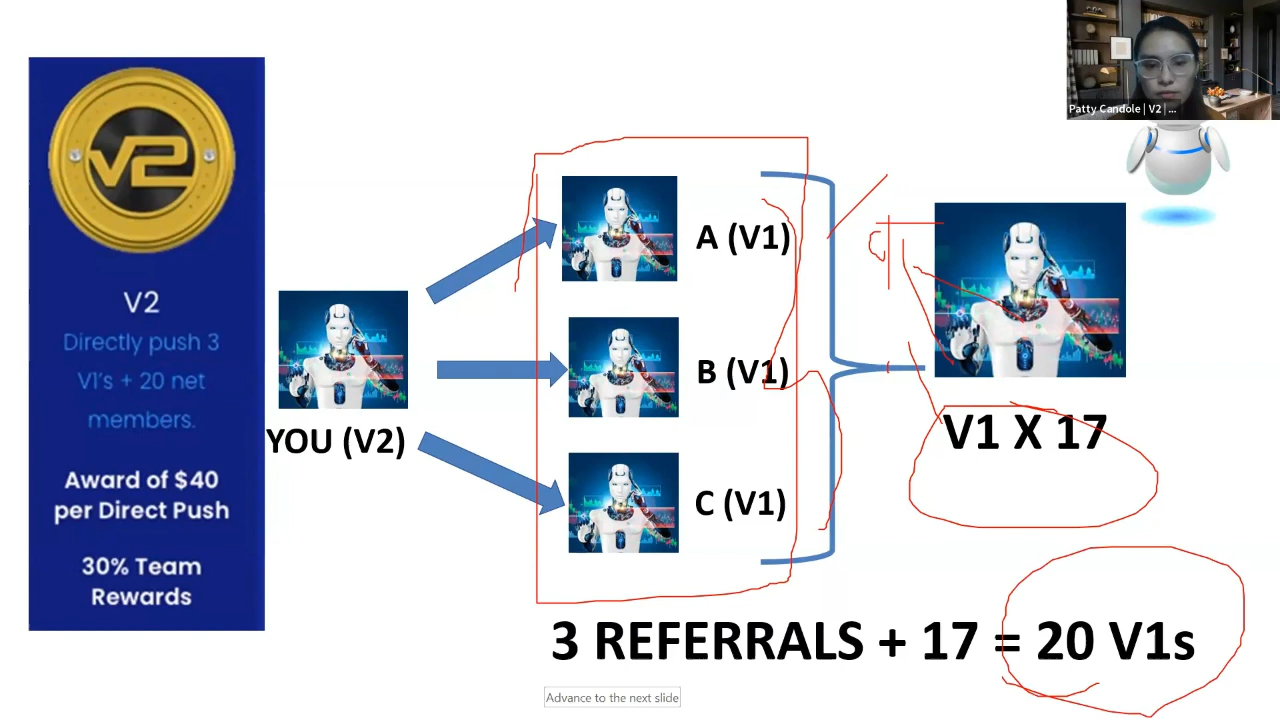 Patty Candole | V2 | ...
V2
V2
Directly push 3
V1's + 20 net
members.
Award of $40
per Direct Push
30% Team
Rewards
YOU (V2)
A (V1)
B (V1)
C (V1)
V1 X 17
3 REFERRALS + 17 = 20 V1s
Advance to the next slide